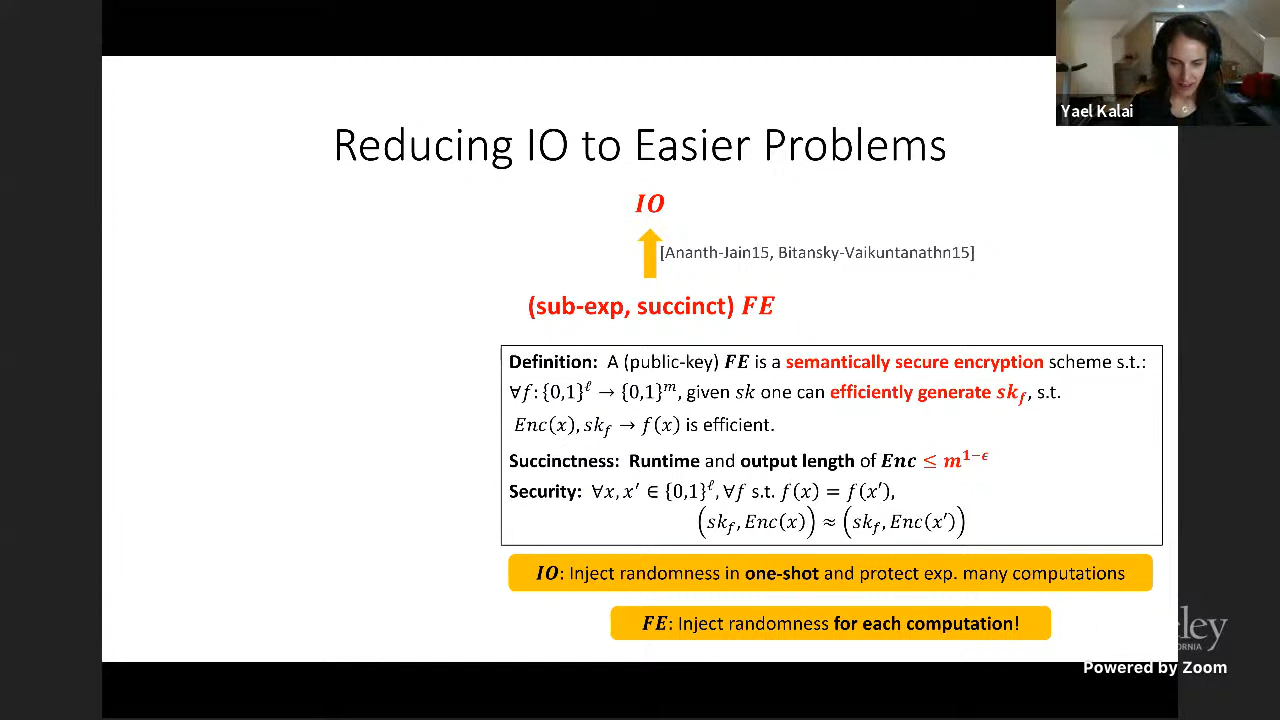 Yael Kalai
Reducing IO to Easier Problems
IO
[Ananth-Jain15, Bitansky-Vaikuntanathn15]
(sub-exp, succinct) FE
Definition: A (public-key) FE is a semantically secure encryption scheme s.t.:
∀f: {0,1}^ℓ → {0,1}^m, given sk one can efficiently generate sk_f, s.t.
Enc(x), sk_f → f(x) is efficient.
Succinctness: Runtime and output length of Enc ≤ m^{1−ϵ}
Security: ∀x, x′ ∈ {0,1}^ℓ, ∀f s.t. f(x) = f(x′),
(sk_f, Enc(x)) ≈ (sk_f, Enc(x′))
IO: Inject randomness in one-shot and protect exp. many computations
FE: Inject randomness for each computation!
eley
ORNIA
Powered by Zoom